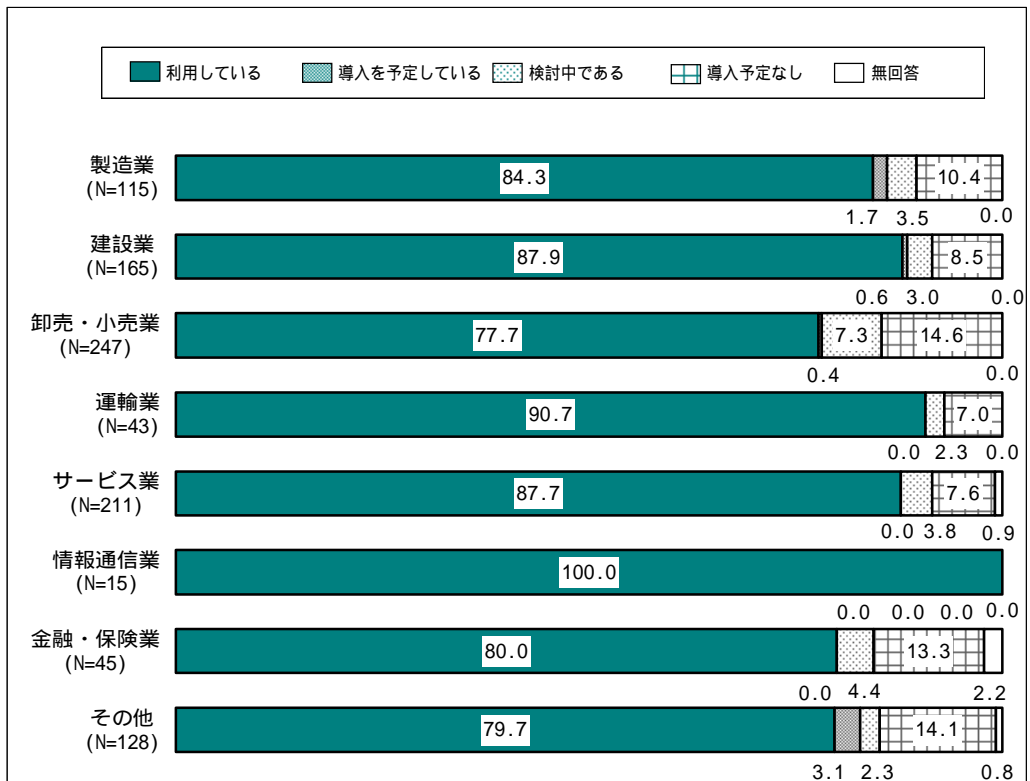 利用している 導入を予定している 検討中である 導入予定なし 無回答
製造業
(N=115)
84.3 10.4
1.7 3.5 0.0
建設業
(N=165)
87.9 8.5
0.6 3.0 0.0
卸売・小売業
(N=247)
77.7 7.3 14.6
0.4 0.0
運輸業
(N=43)
90.7 7.0
0.0 2.3 0.0
サービス業
(N=211)
87.7 7.6
0.0 3.8 0.9
情報通信業
(N=15)
100.0
0.0 0.0 0.0 0.0
金融・保険業
(N=45)
80.0 13.3
0.0 4.4 2.2
その他
(N=128)
79.7 14.1
3.1 2.3 0.8